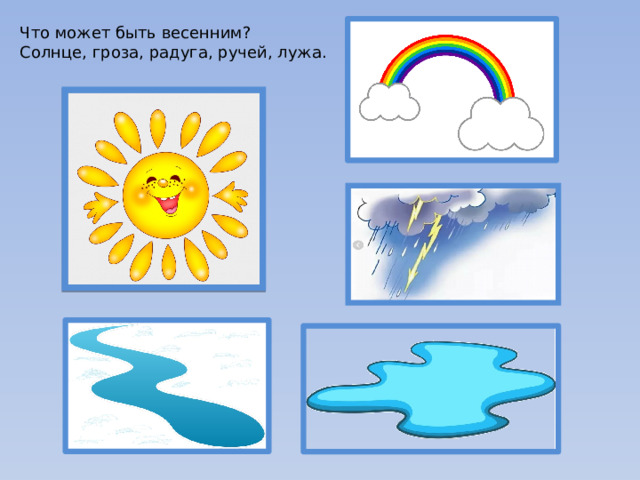 Что может быть весенним?
Солнце, гроза, радуга, ручей, лужа.